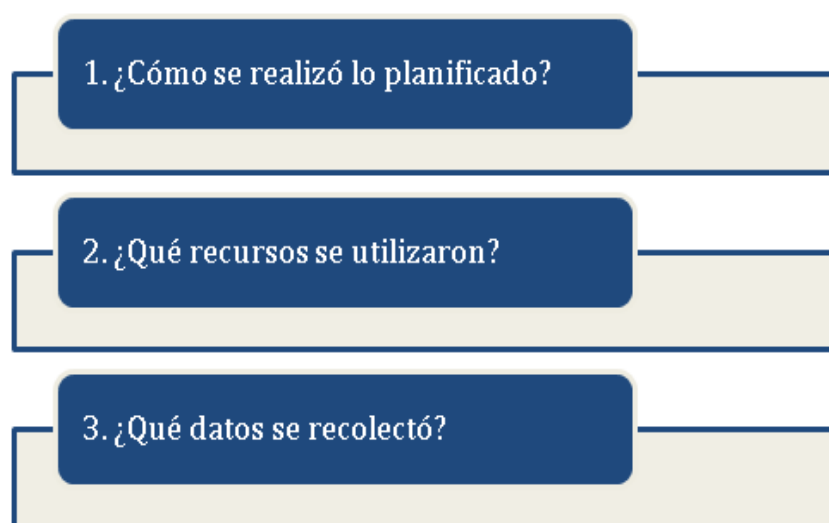 1. ¿Cómo se realizó lo planificado?
2. ¿Qué recursos se utilizaron?
3. ¿Qué datos se recolectó?